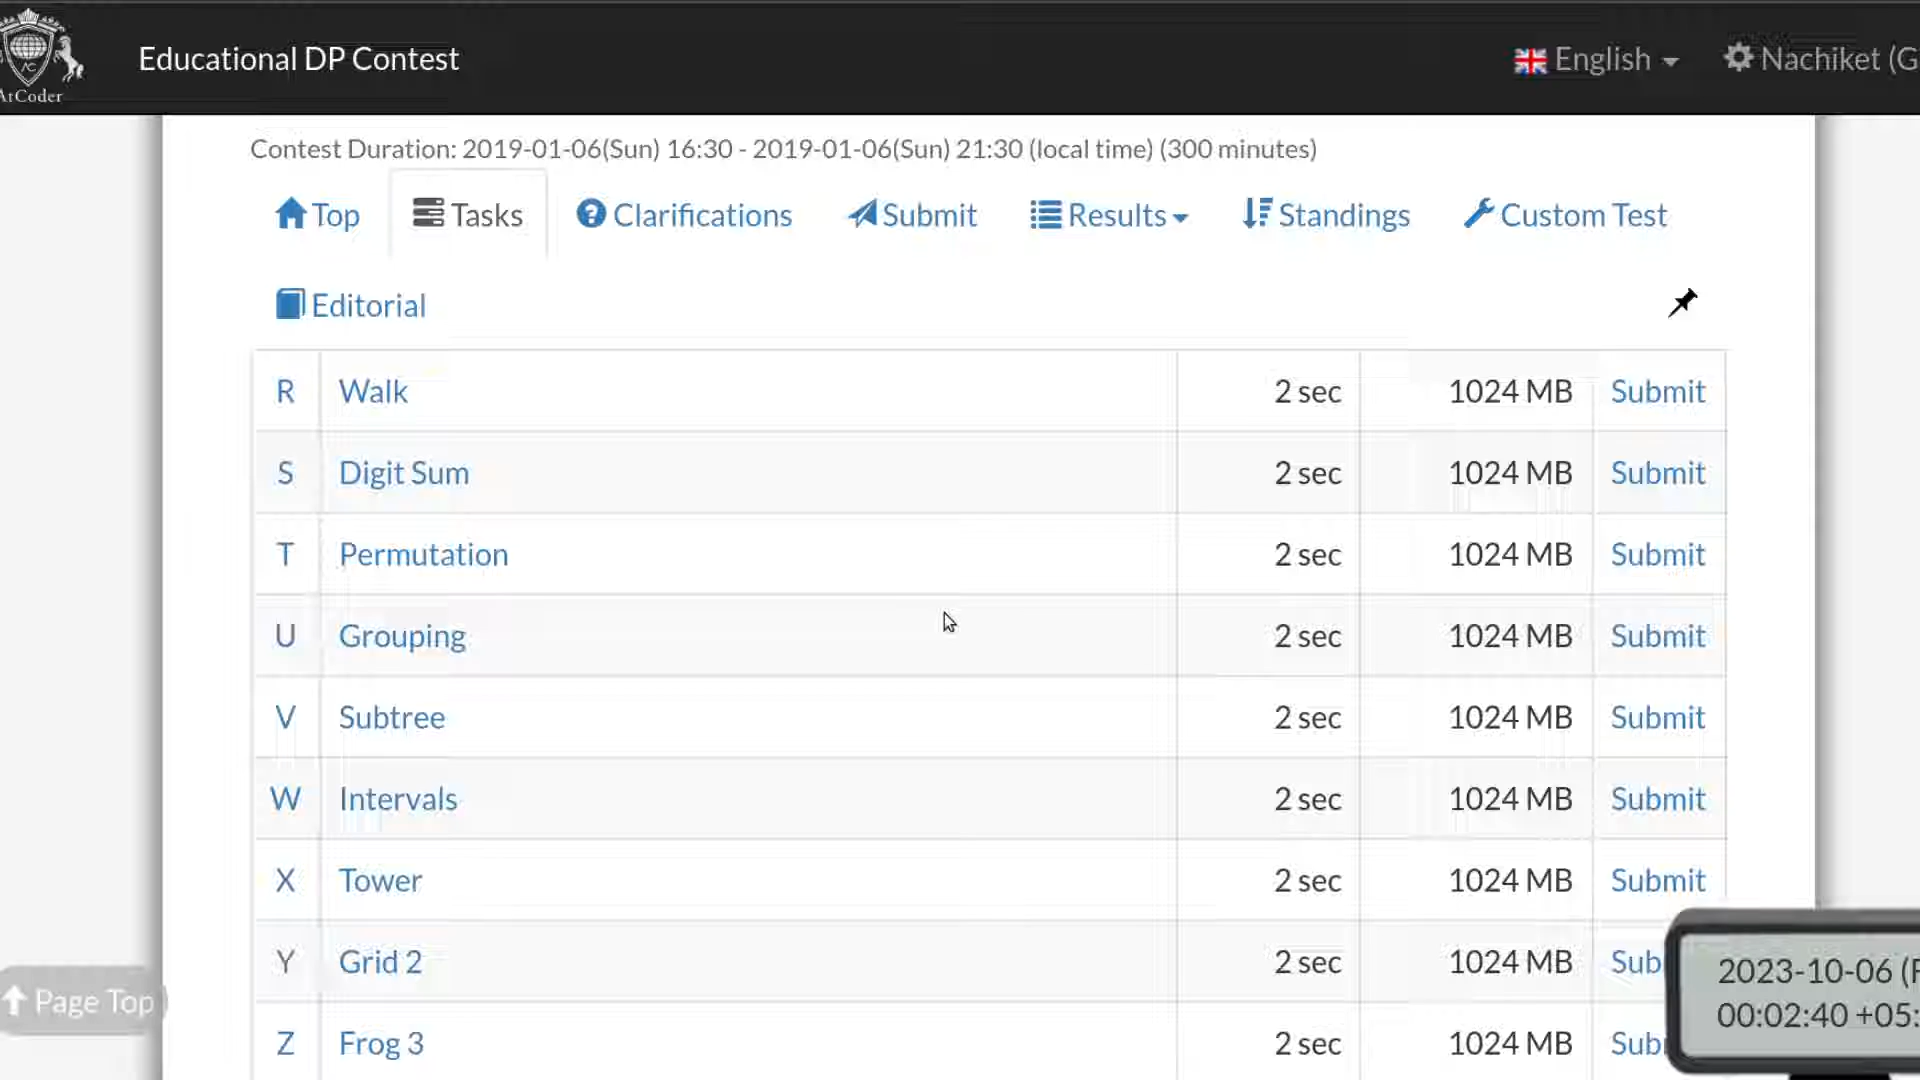 Educational DP Contest
English
Nachiket (G
AtCoder
Contest Duration: 2019-01-06(Sun) 16:30 - 2019-01-06(Sun) 21:30 (local time) (300 minutes)
Top Tasks Clarifications Submit Results Standings Custom Test
Editorial
R Walk 2 sec 1024 MB Submit
S Digit Sum 2 sec 1024 MB Submit
T Permutation 2 sec 1024 MB Submit
U Grouping 2 sec 1024 MB Submit
V Subtree 2 sec 1024 MB Submit
W Intervals 2 sec 1024 MB Submit
X Tower 2 sec 1024 MB Submit
Y Grid 2 2 sec 1024 MB Sub
Z Frog 3 2 sec 1024 MB Sub
Page Top
2023-10-06 (F
00:02:40 +05: